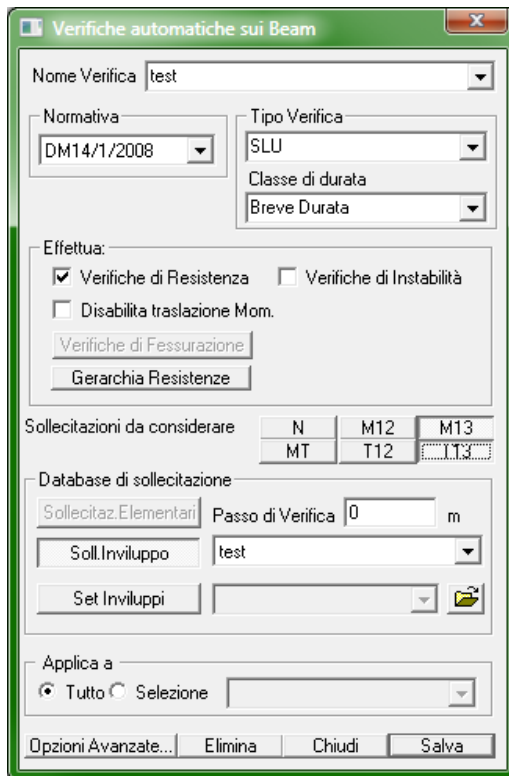 Verifiche automatiche sui Beam
Nome Verifica test
Normativa
DM14/1/2008
Tipo Verifica
SLU
Classe di durata
Breve Durata
Effettua:
Verifiche di Resistenza Verifiche di Instabilità
Disabilita traslazione Mom.
Verifiche di Fessurazione
Gerarchia Resistenze
Sollecitazioni da considerare N M12 M13
MT T12 T13
Database di sollecitazione
Sollecitaz.Elementari Passo di Verifica 0 m
Soll.Inviluppo test
Set Inviluppi
Applica a
Tutto Selezione
Opzioni Avanzate... Elimina Chiudi Salva